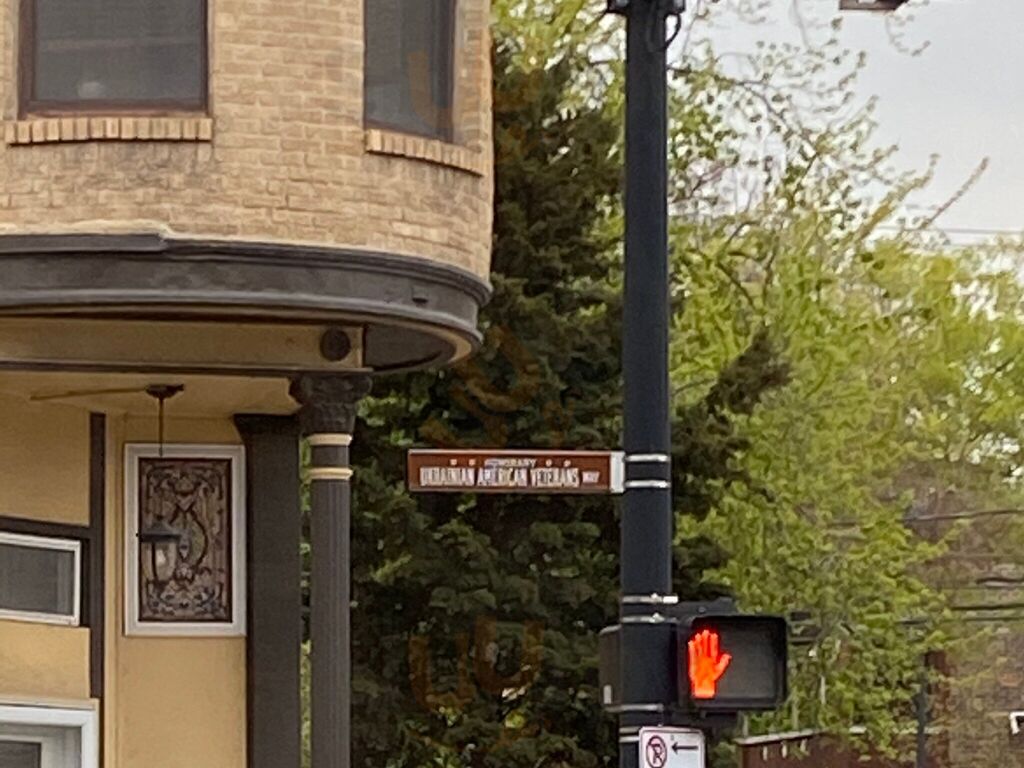 HONORARY
UKRAINIAN AMERICAN VETERANS WAY
P